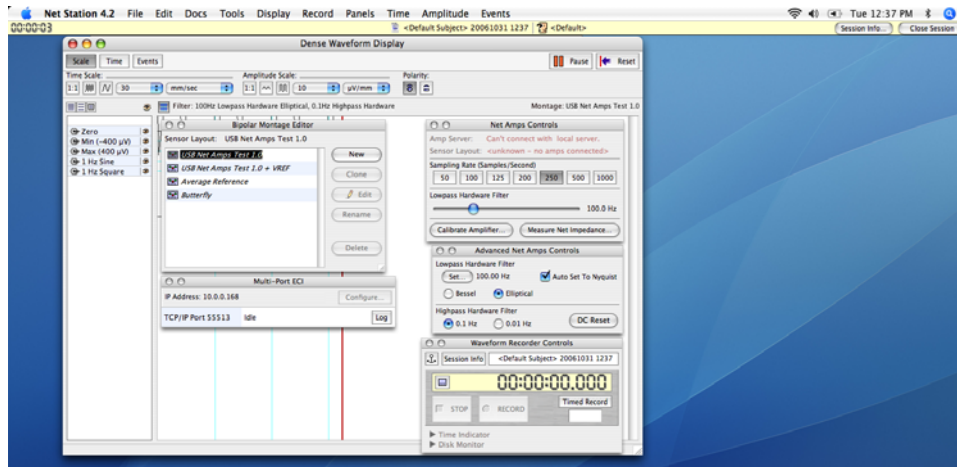 Net Station 4.2 File Edit Docs Tools Display Record Panels Time Amplitude Events Tue 12:37 PM
00:00:03 <Default Subject> 20061031 1237 <Default> Session Info... Close Session
Dense Waveform Display
Scale Time Events Pause Reset
Time Scale: Amplitude Scale: Polarity:
1:1 30 mm/sec 1:1 10 µV/mm
Filter: 100Hz Lowpass Hardware Elliptical, 0.1Hz Highpass Hardware Montage: USB Net Amps Test 1.0
Zero
Min (-400 µV)
Max (400 µV)
1 Hz Sine
1 Hz Square
Bipolar Montage Editor
Sensor Layout: USB Net Amps Test 1.0
USB Net Amps Test 1.0
USB Net Amps Test 1.0 + VREF
Average Reference
Butterfly
New
Clone
Edit
Rename
Delete
Multi-Port ECI
IP Address: 10.0.0.168 Configure...
TCP/IP Port 55513 Idle Log
Net Amps Controls
Amp Server: Can't connect with local server.
Sensor Layout: <unknown - no amps connected>
Sampling Rate (Samples/Second)
50 100 125 200 250 500 1000
Lowpass Hardware Filter
100.0 Hz
Calibrate Amplifier... Measure Net Impedance...
Advanced Net Amps Controls
Lowpass Hardware Filter
Set... 100.00 Hz Auto Set To Nyquist
Bessel Elliptical
Highpass Hardware Filter
0.1 Hz 0.01 Hz DC Reset
Waveform Recorder Controls
Session Info <Default Subject> 20061031 1237
00:00:00.000
STOP RECORD Timed Record
Time Indicator
Disk Monitor